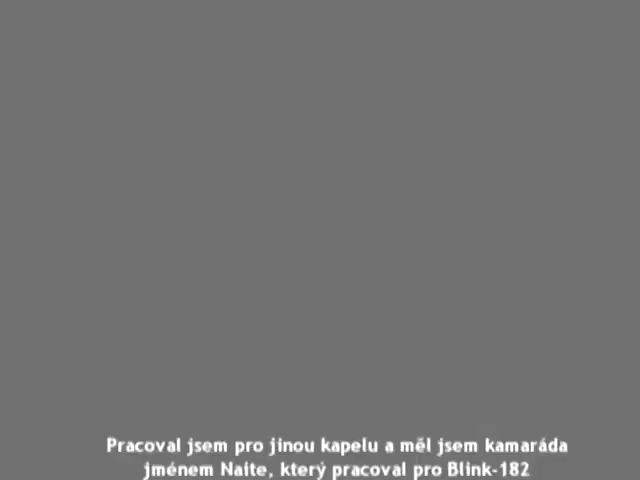 Pracoval jsem pro jinou kapelu a měl jsem kamaráda
jménem Naite, který pracoval pro Blink-182